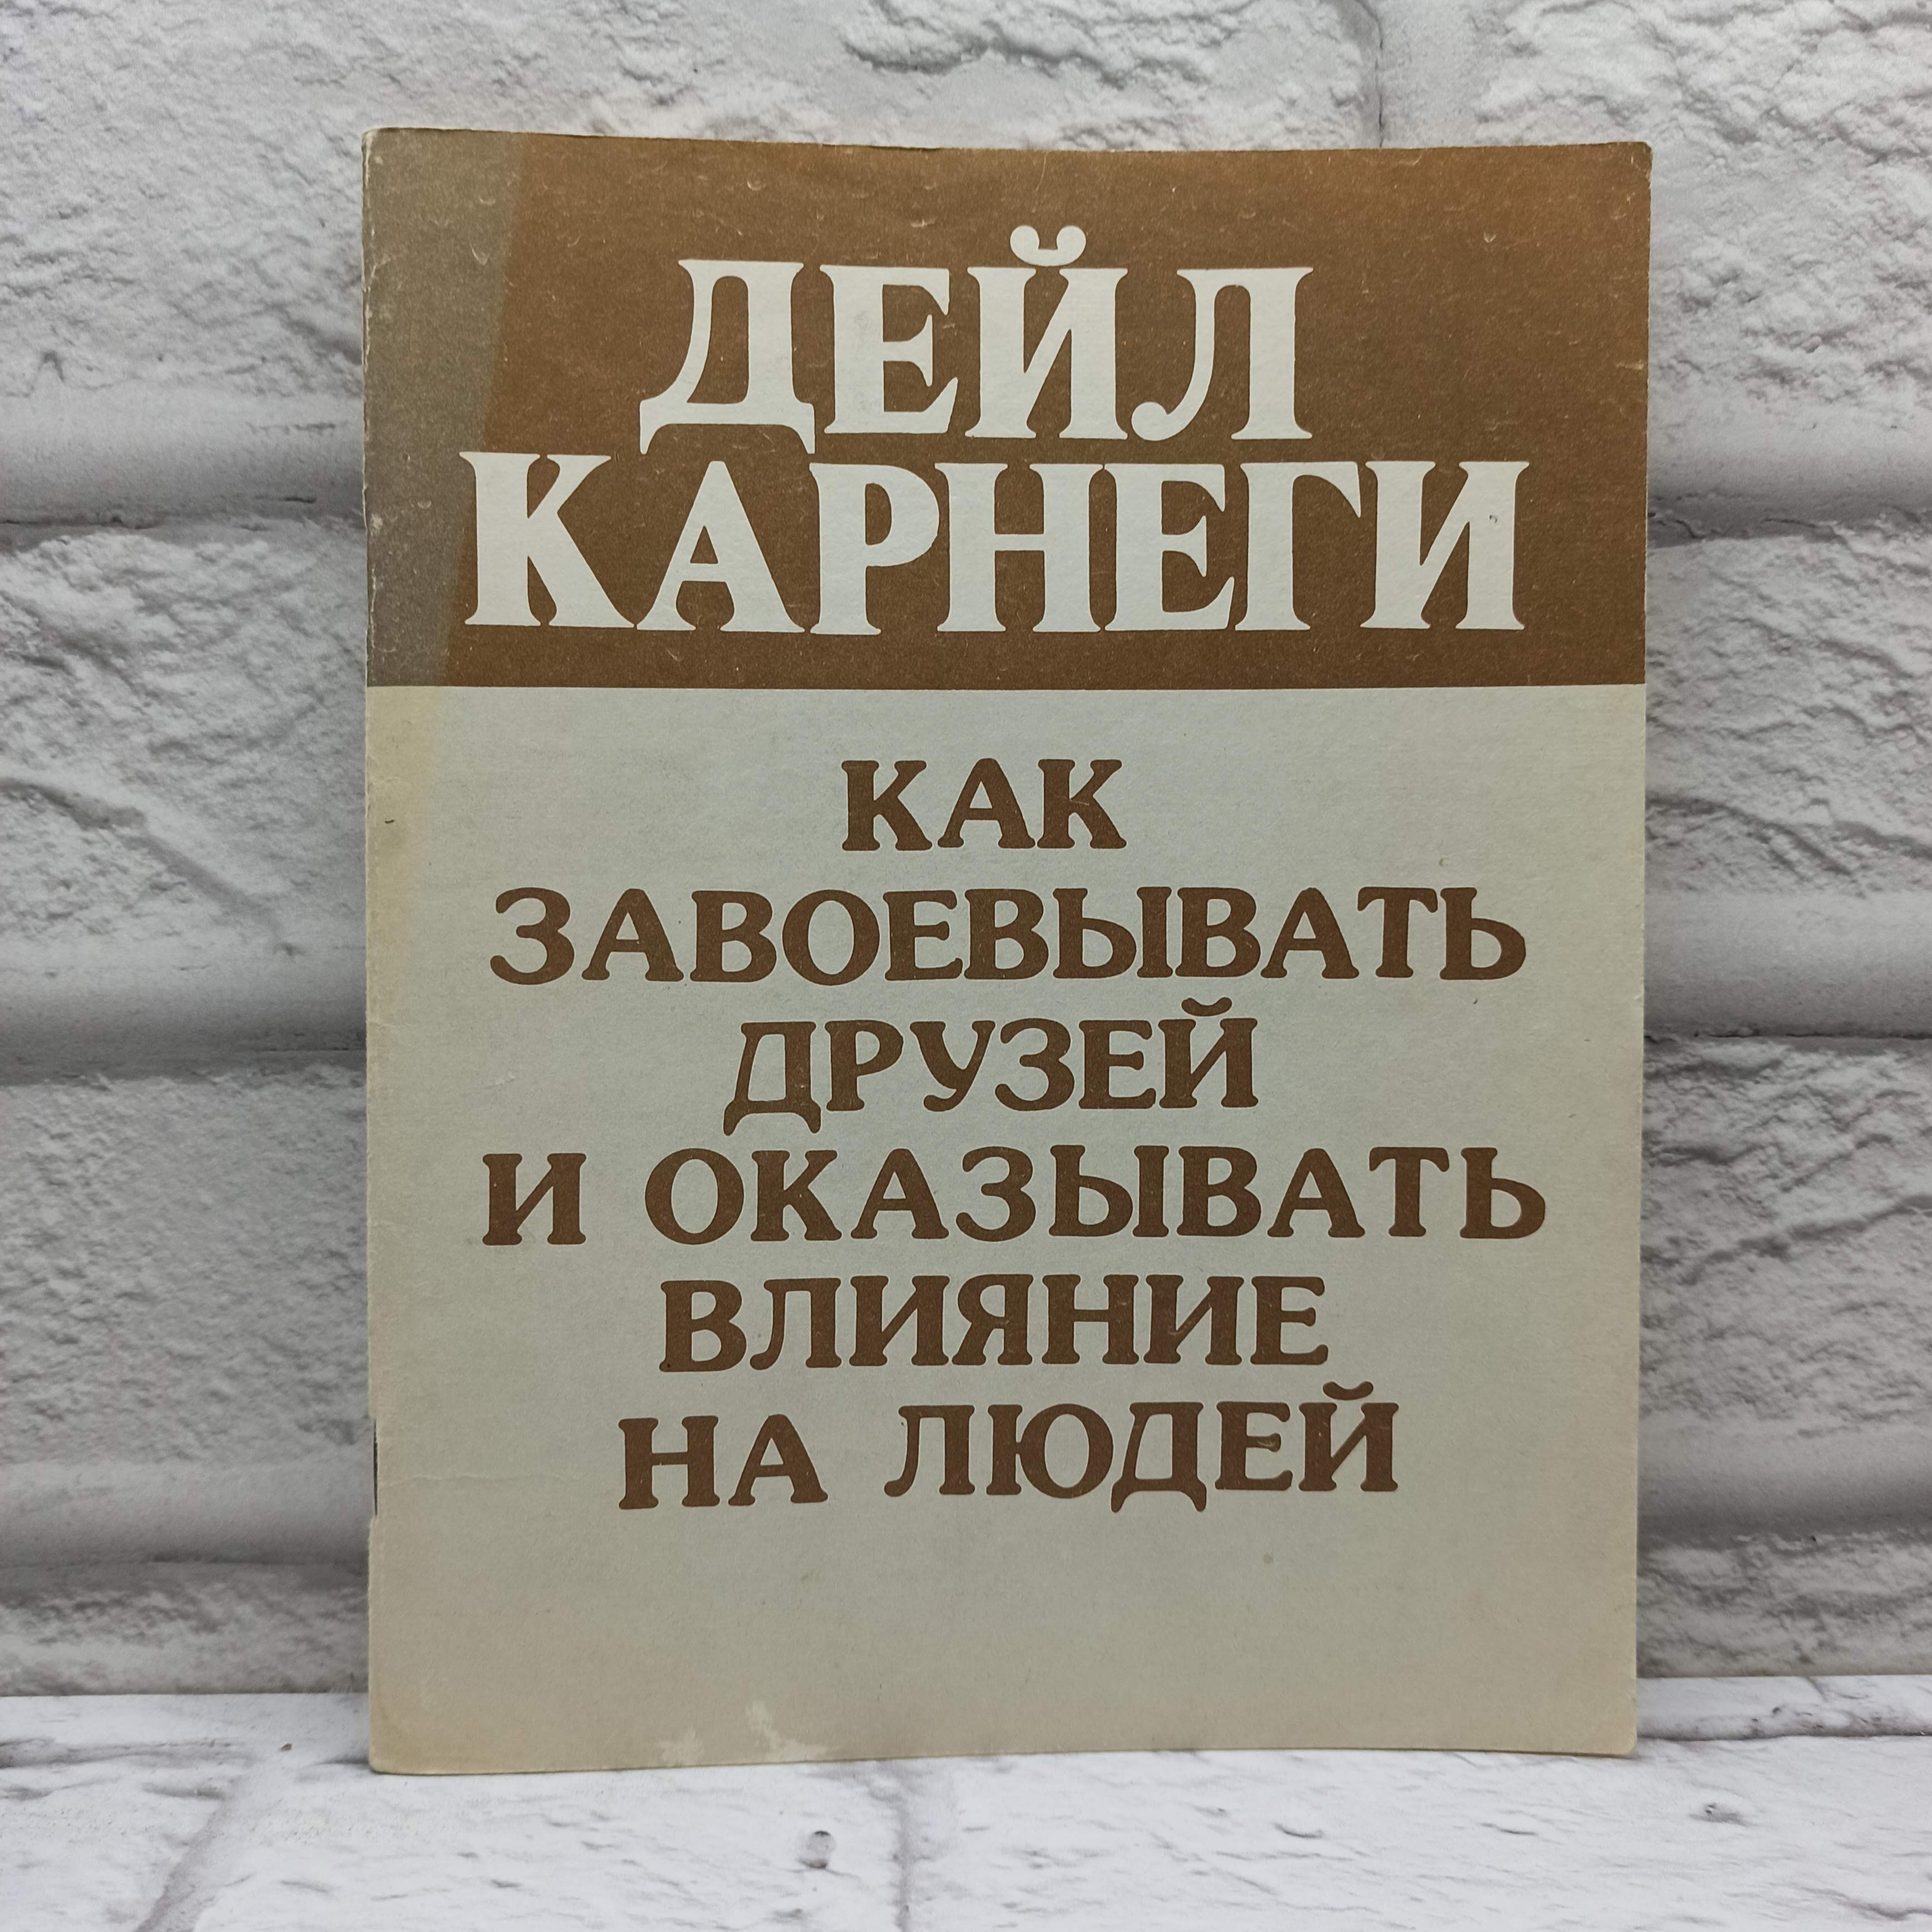 ДЕЙЛ
КАРНЕГИ
КАК
ЗАВОЕВЫВАТЬ
ДРУЗЕЙ
И ОКАЗЫВАТЬ
ВЛИЯНИЕ
НА ЛЮДЕЙ